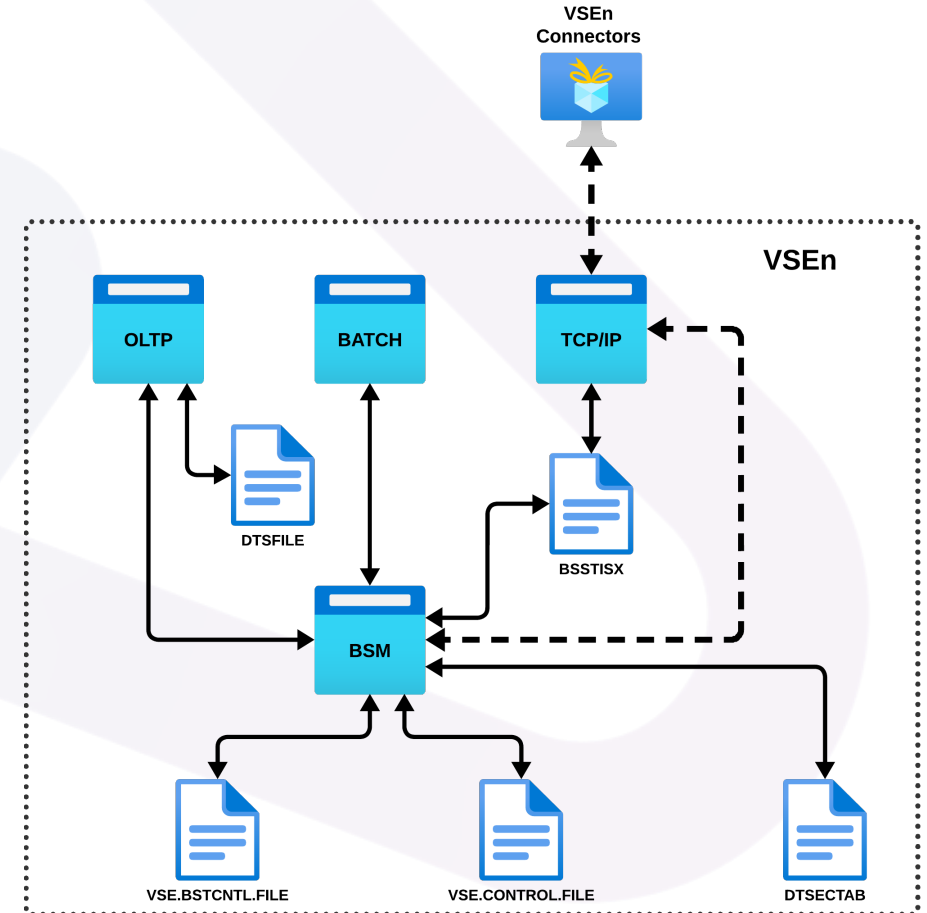 VSEn
Connectors
VSEn
OLTP
BATCH
TCP/IP
DTSFILE
BSSTISX
BSM
VSE.BSTCNTL.FILE
VSE.CONTROL.FILE
DTSECTAB